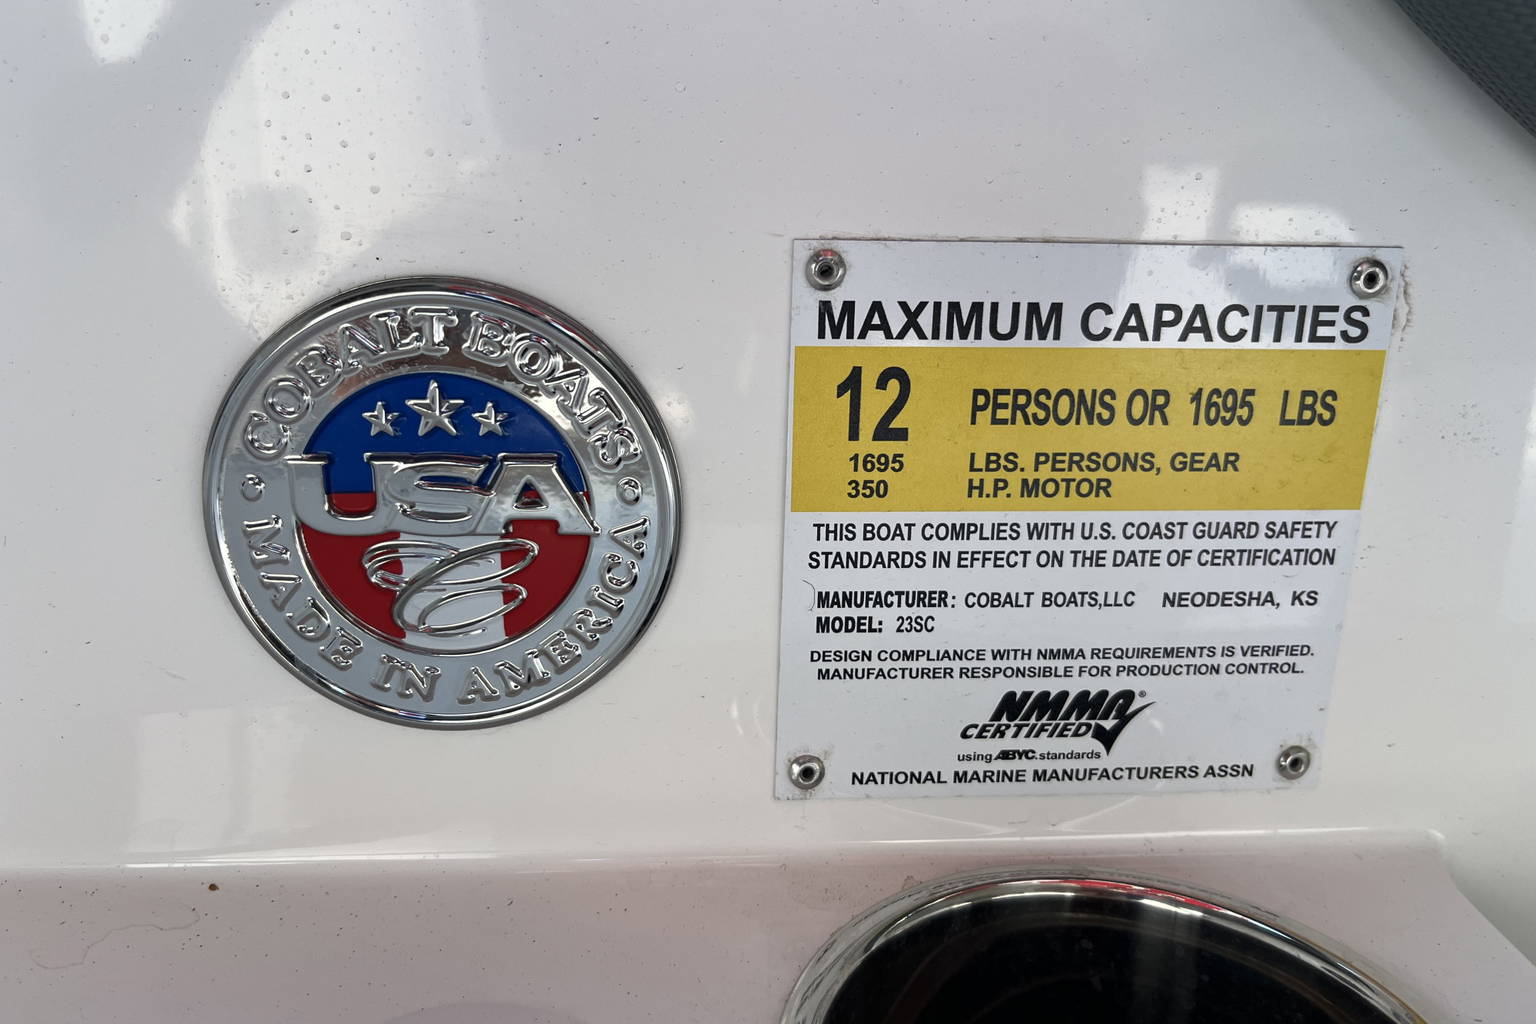 COBALT BOATS
USA
MADE IN AMERICA
MAXIMUM CAPACITIES
12 PERSONS OR 1695 LBS
1695 LBS. PERSONS, GEAR
350 H.P. MOTOR
THIS BOAT COMPLIES WITH U.S. COAST GUARD SAFETY
STANDARDS IN EFFECT ON THE DATE OF CERTIFICATION
MANUFACTURER: COBALT BOATS,LLC NEODESHA, KS
MODEL: 23SC
DESIGN COMPLIANCE WITH NMMA REQUIREMENTS IS VERIFIED.
MANUFACTURER RESPONSIBLE FOR PRODUCTION CONTROL.
NMMA®
CERTIFIED
using ABYC standards
NATIONAL MARINE MANUFACTURERS ASSN